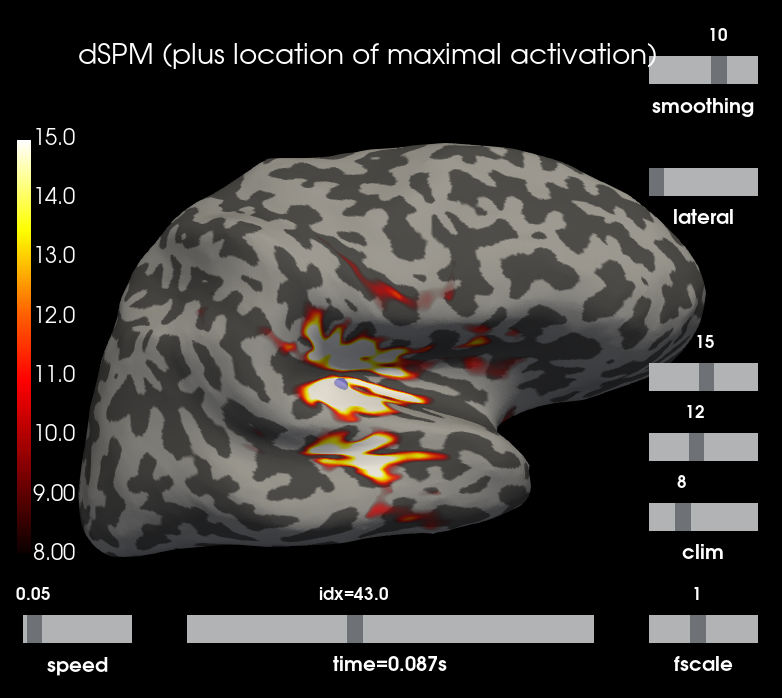 10
dSPM (plus location of maximal activation)
smoothing
15.0
14.0
lateral
13.0
12.0
15
11.0
12
10.0
8
9.00
8.00
clim
0.05
idx=43.0
1
speed
time=0.087s
fscale